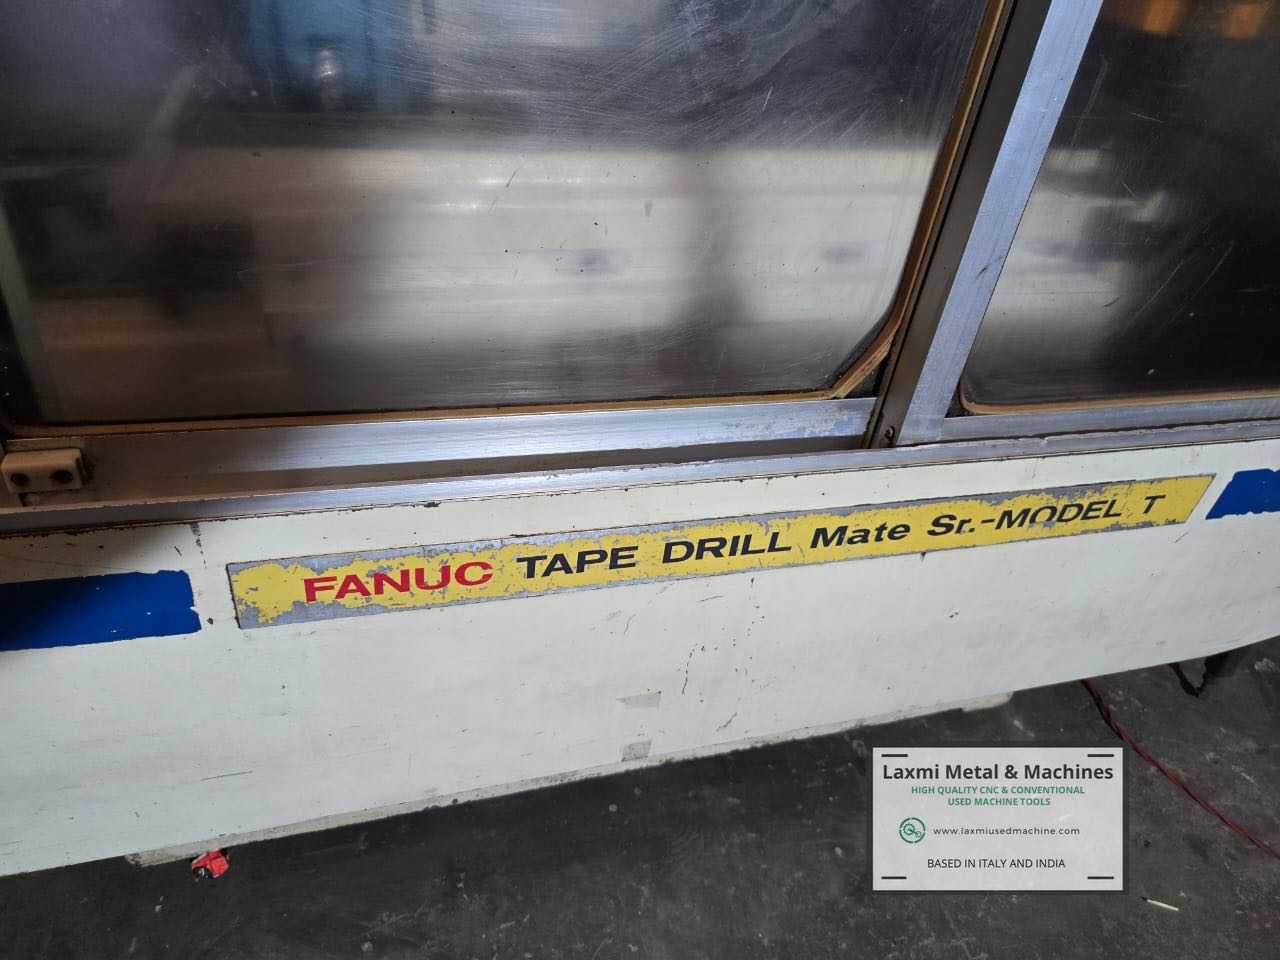 FANUC TAPE DRILL Mate Sr.-MODEL T
Laxmi Metal & Machines
HIGH QUALITY CNC & CONVENTIONAL
USED MACHINE TOOLS
www.laxmiusedmachine.com
BASED IN ITALY AND INDIA